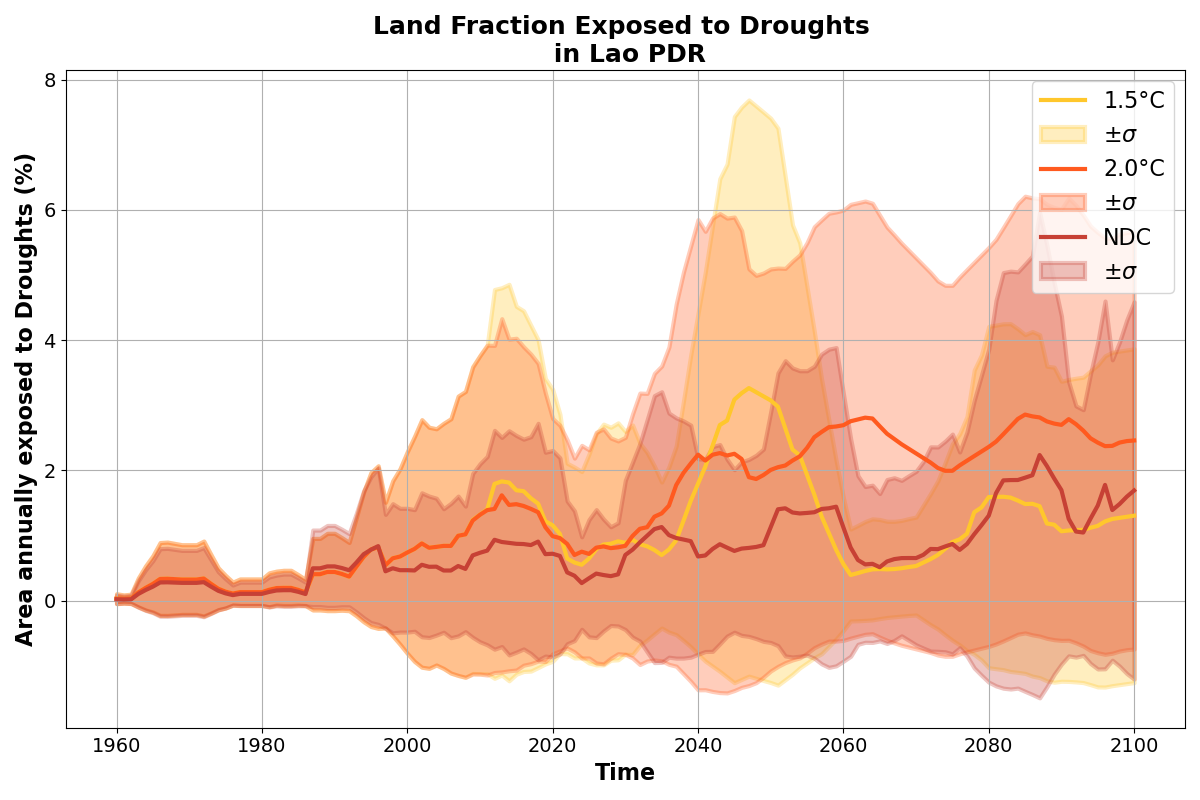 Land Fraction Exposed to Droughts
in Lao PDR
Area annually exposed to Droughts (%)
8
6
4
2
0
1.5°C
±σ
2.0°C
±σ
NDC
±σ
1960
1980
2000
2020
2040
2060
2080
2100
Time